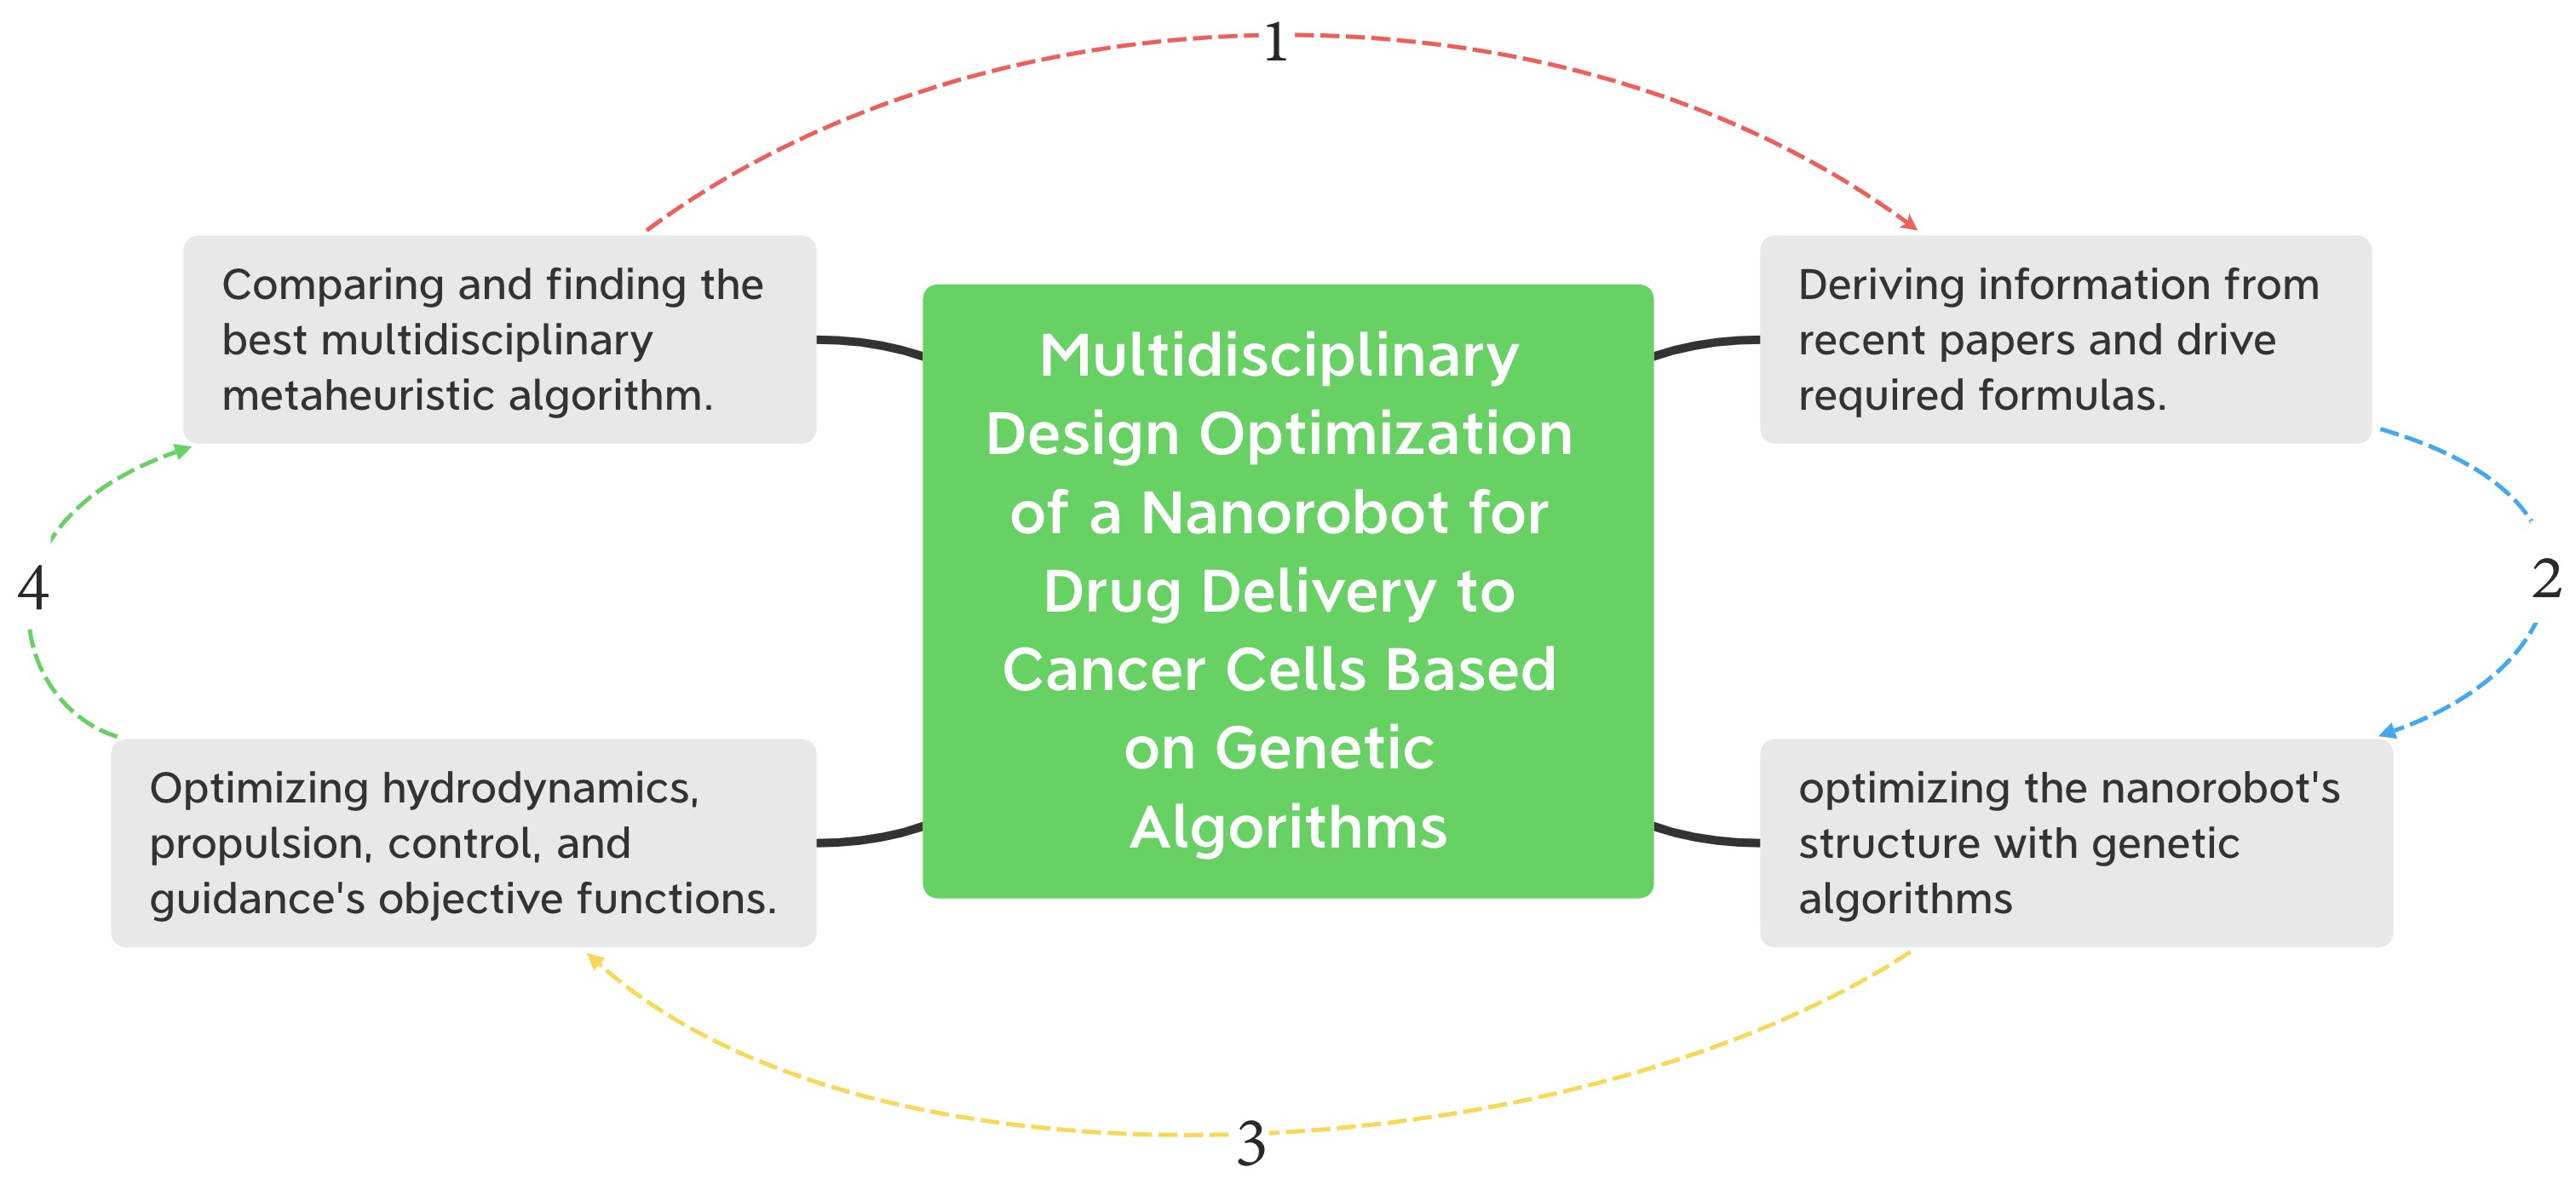 1
Comparing and finding the
best multidisciplinary
metaheuristic algorithm.
Deriving information from
recent papers and drive
required formulas.
Multidisciplinary
Design Optimization
of a Nanorobot for
Drug Delivery to
Cancer Cells Based
on Genetic
Algorithms
4
2
Optimizing hydrodynamics,
propulsion, control, and
guidance's objective functions.
optimizing the nanorobot's
structure with genetic
algorithms
3